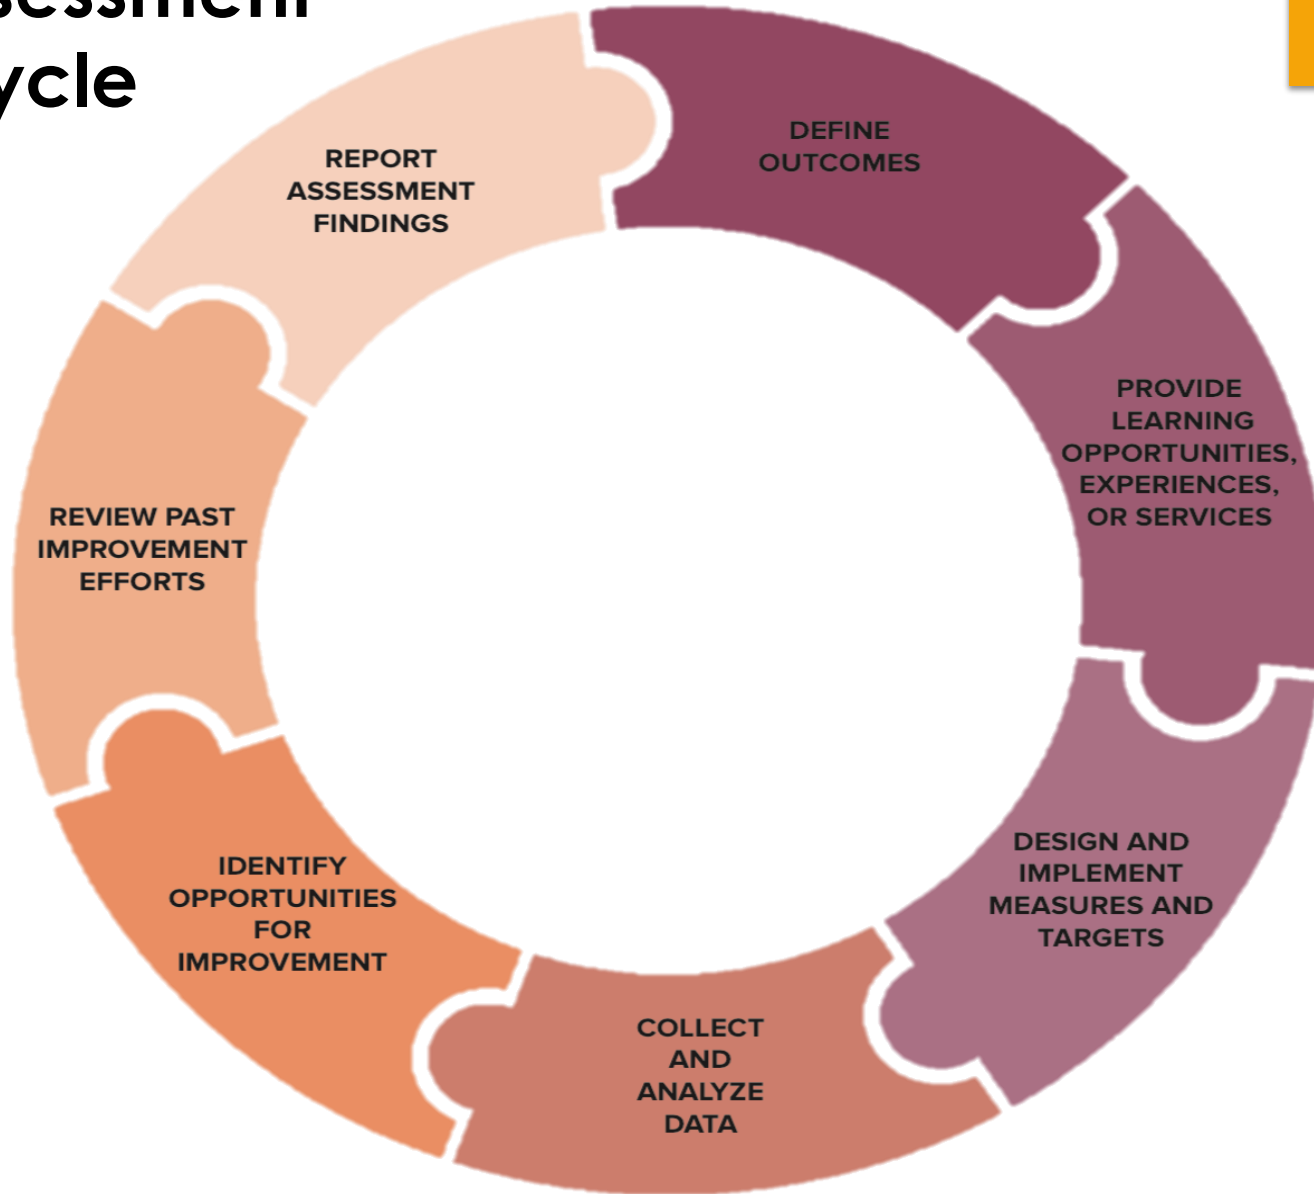 DEFINE
OUTCOMES
PROVIDE
LEARNING
OPPORTUNITIES,
EXPERIENCES,
OR SERVICES
DESIGN AND
IMPLEMENT
MEASURES AND
TARGETS
COLLECT
AND
ANALYZE
DATA
IDENTIFY
OPPORTUNITIES
FOR
IMPROVEMENT
REVIEW PAST
IMPROVEMENT
EFFORTS
REPORT
ASSESSMENT
FINDINGS